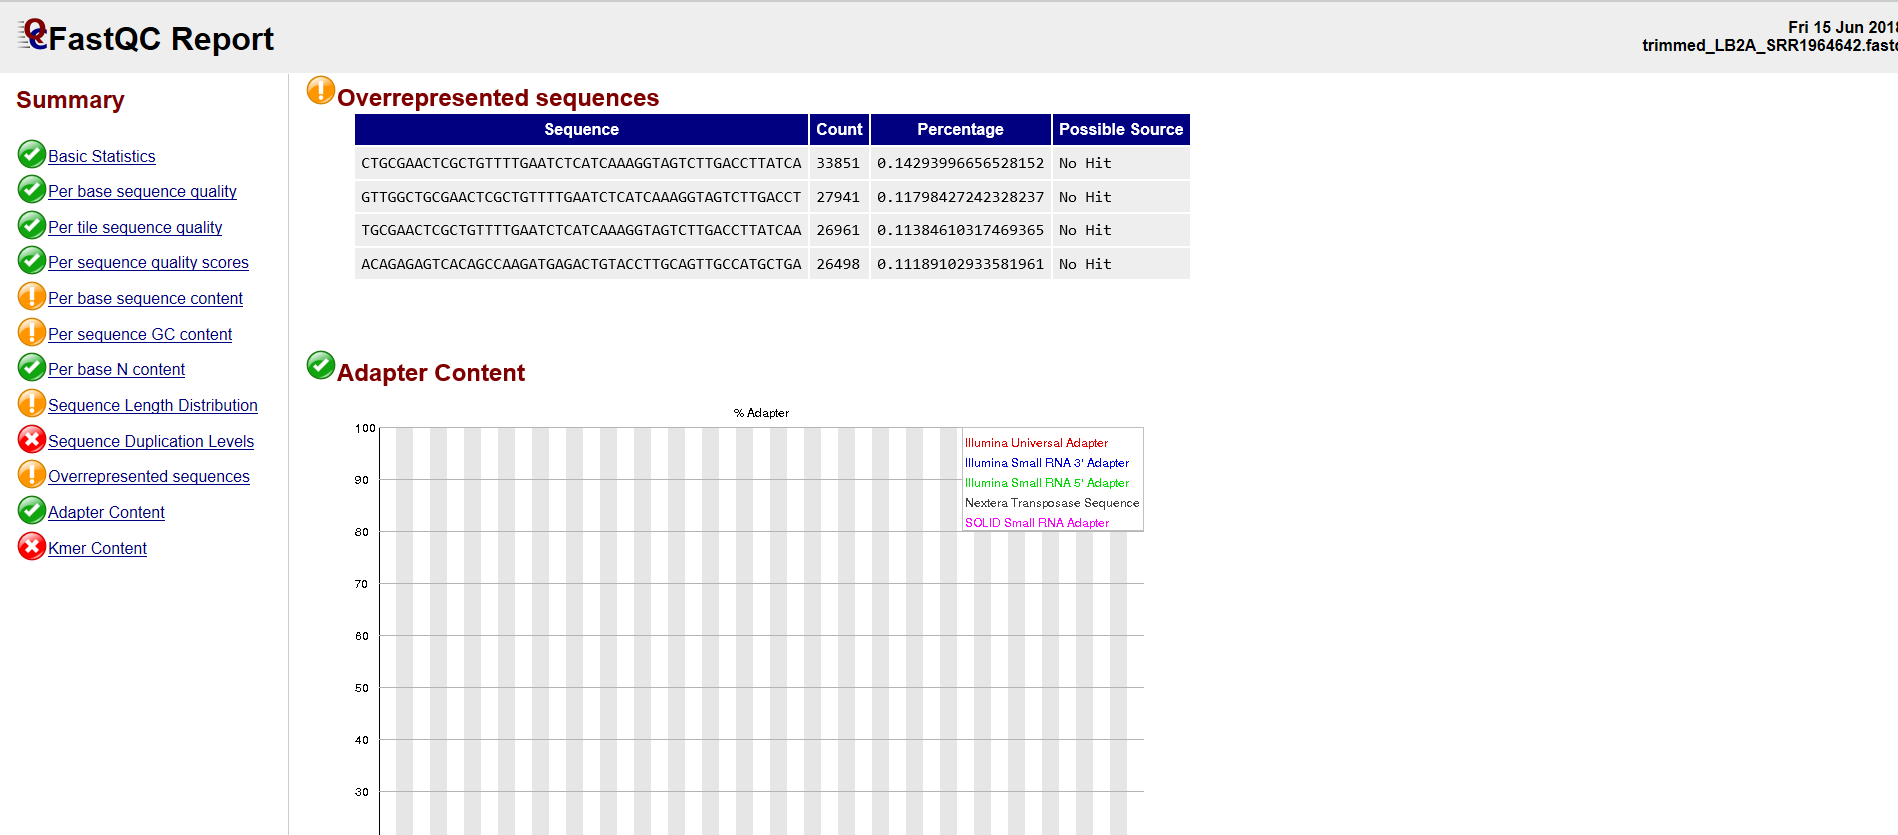 FastQC Report
Fri 15 Jun 2018
trimmed_LB2A_SRR1964642.fastq
Summary
Basic Statistics
Per base sequence quality
Per tile sequence quality
Per sequence quality scores
Per base sequence content
Per sequence GC content
Per base N content
Sequence Length Distribution
Sequence Duplication Levels
Overrepresented sequences
Adapter Content
Kmer Content
Overrepresented sequences
Sequence Count Percentage Possible Source
CTGCGAACTCGCTGTTTTGAATCTCATCAAAGGTAGTCTTGACCTTATCA 33851 0.14293996656528152 No Hit
GTTGGCTGCGAACTCGCTGTTTTGAATCTCATCAAAGGTAGTCTTGACCT 27941 0.11798427242328237 No Hit
TGCGAACTCGCTGTTTTGAATCTCATCAAAGGTAGTCTTGACCTTATCAA 26961 0.11384610317469365 No Hit
ACAGAGAGTCACAGCCAAGATGAGACTGTACCTTGCAGTTGCCATGCTGA 26498 0.11189102933581961 No Hit
Adapter Content
% Adapter
100
90
80
70
60
50
40
30
Illumina Universal Adapter
Illumina Small RNA 3' Adapter
Illumina Small RNA 5' Adapter
Nextera Transposase Sequence
SOLID Small RNA Adapter